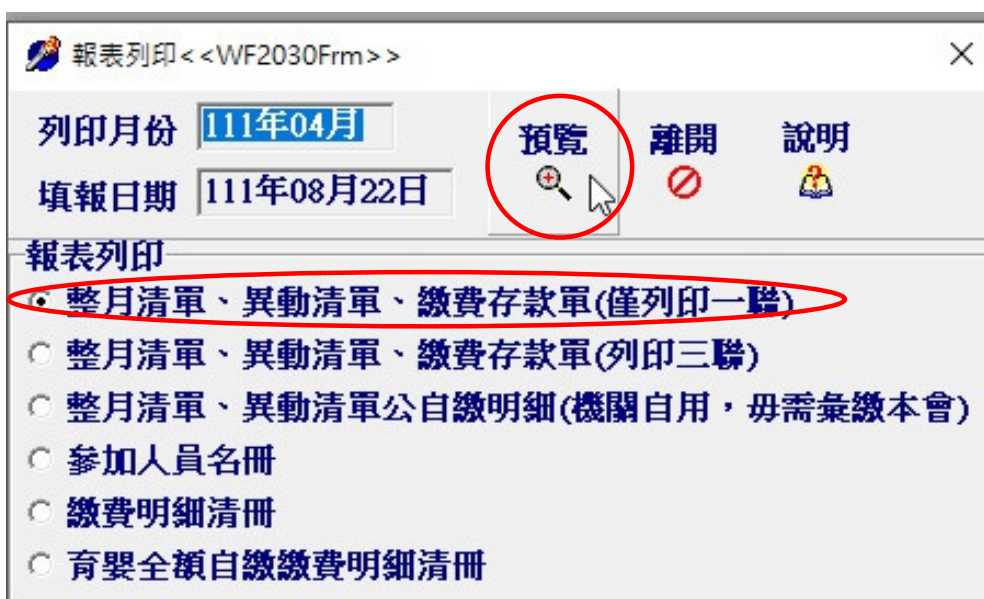 報表列印<<WF2030Frm>>
列印月份 111年04月 預覽 離開 說明
填報日期 111年08月22日
報表列印
整月清單、異動清單、繳費存款單(僅列印一聯)
整月清單、異動清單、繳費存款單(列印三聯)
整月清單、異動清單公自繳明細(機關自用，毋需彙繳本會)
參加人員名冊
繳費明細清冊
育嬰全額自繳繳費明細清冊